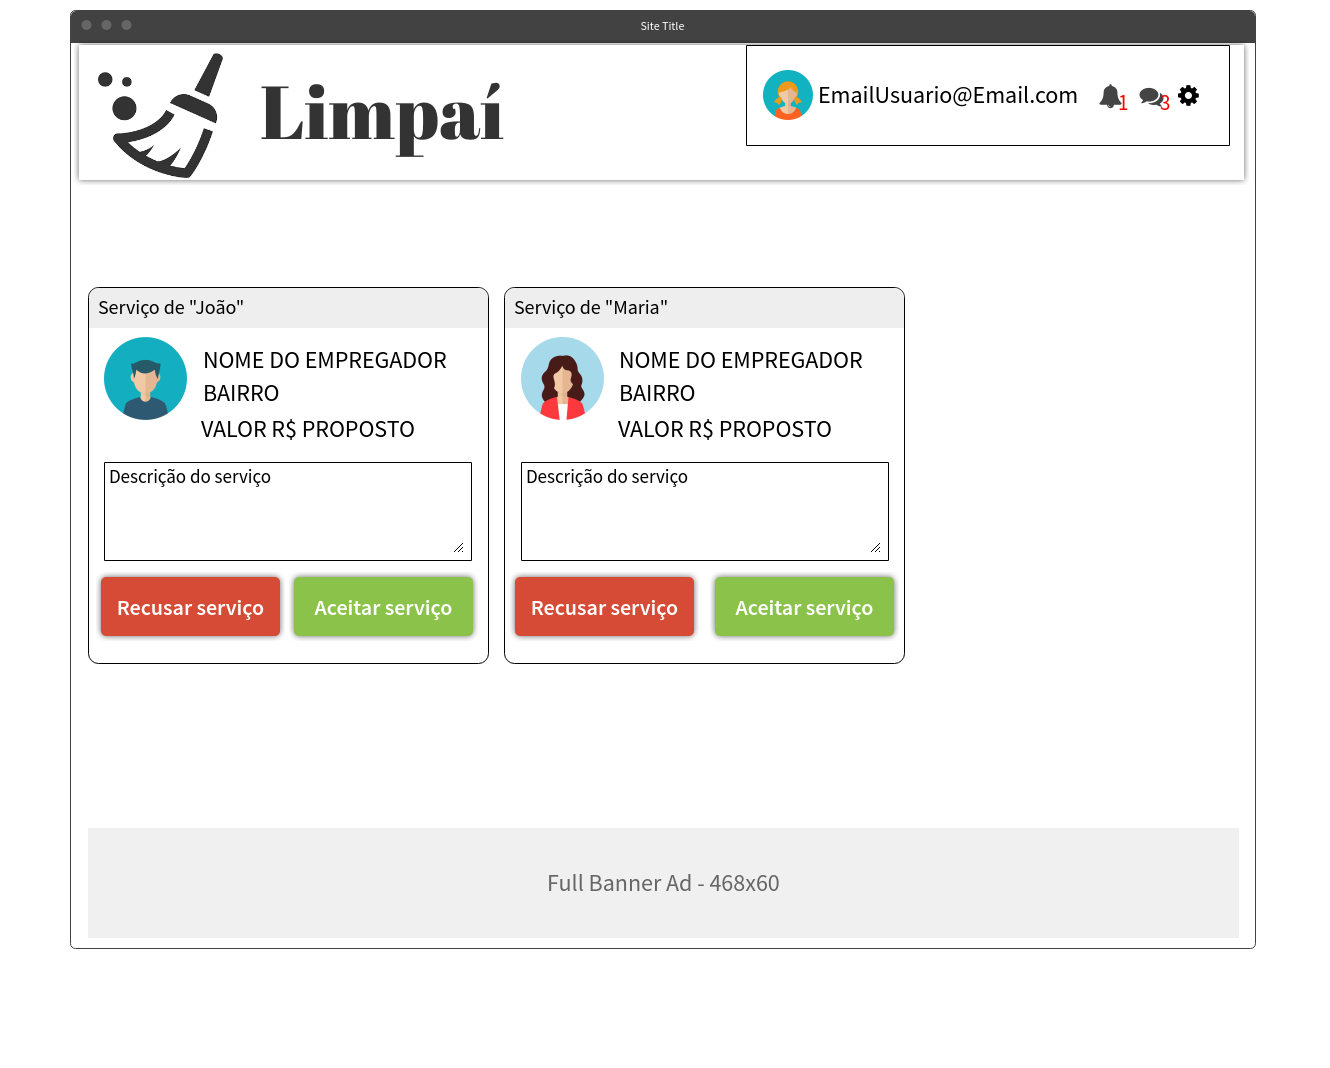 Site Title
Limpaí
EmailUsuario@Email.com 1 3
Serviço de "João"
NOME DO EMPREGADOR
BAIRRO
VALOR R$ PROPOSTO
Descrição do serviço
Recusar serviço
Aceitar serviço
Serviço de "Maria"
NOME DO EMPREGADOR
BAIRRO
VALOR R$ PROPOSTO
Descrição do serviço
Recusar serviço
Aceitar serviço
Full Banner Ad - 468x60